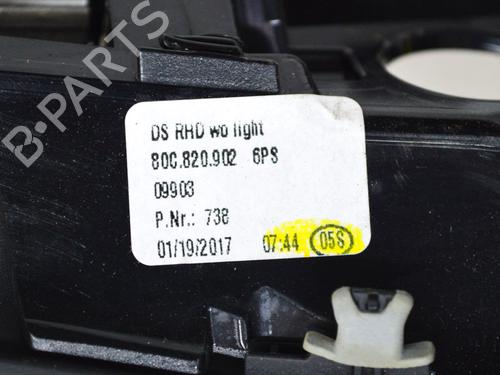 B-PARTS
DS RHD wo light
80C.820.902 6PS
09903
P.Nr.: 738
01/19/2017 07:44 05S